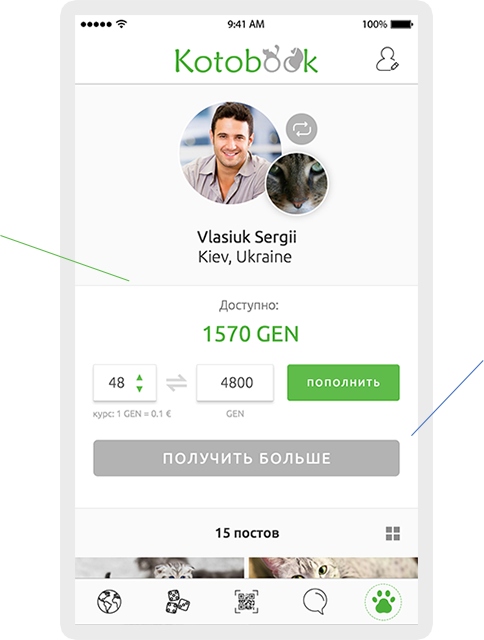 9:41 AM
100%
Kotobook
Vlasiuk Sergii
Kiev, Ukraine
Доступно:
1570 GEN
48
4800
ПОПОЛНИТЬ
курс: 1 GEN = 0.1 €
GEN
ПОЛУЧИТЬ БОЛЬШЕ
15 постов